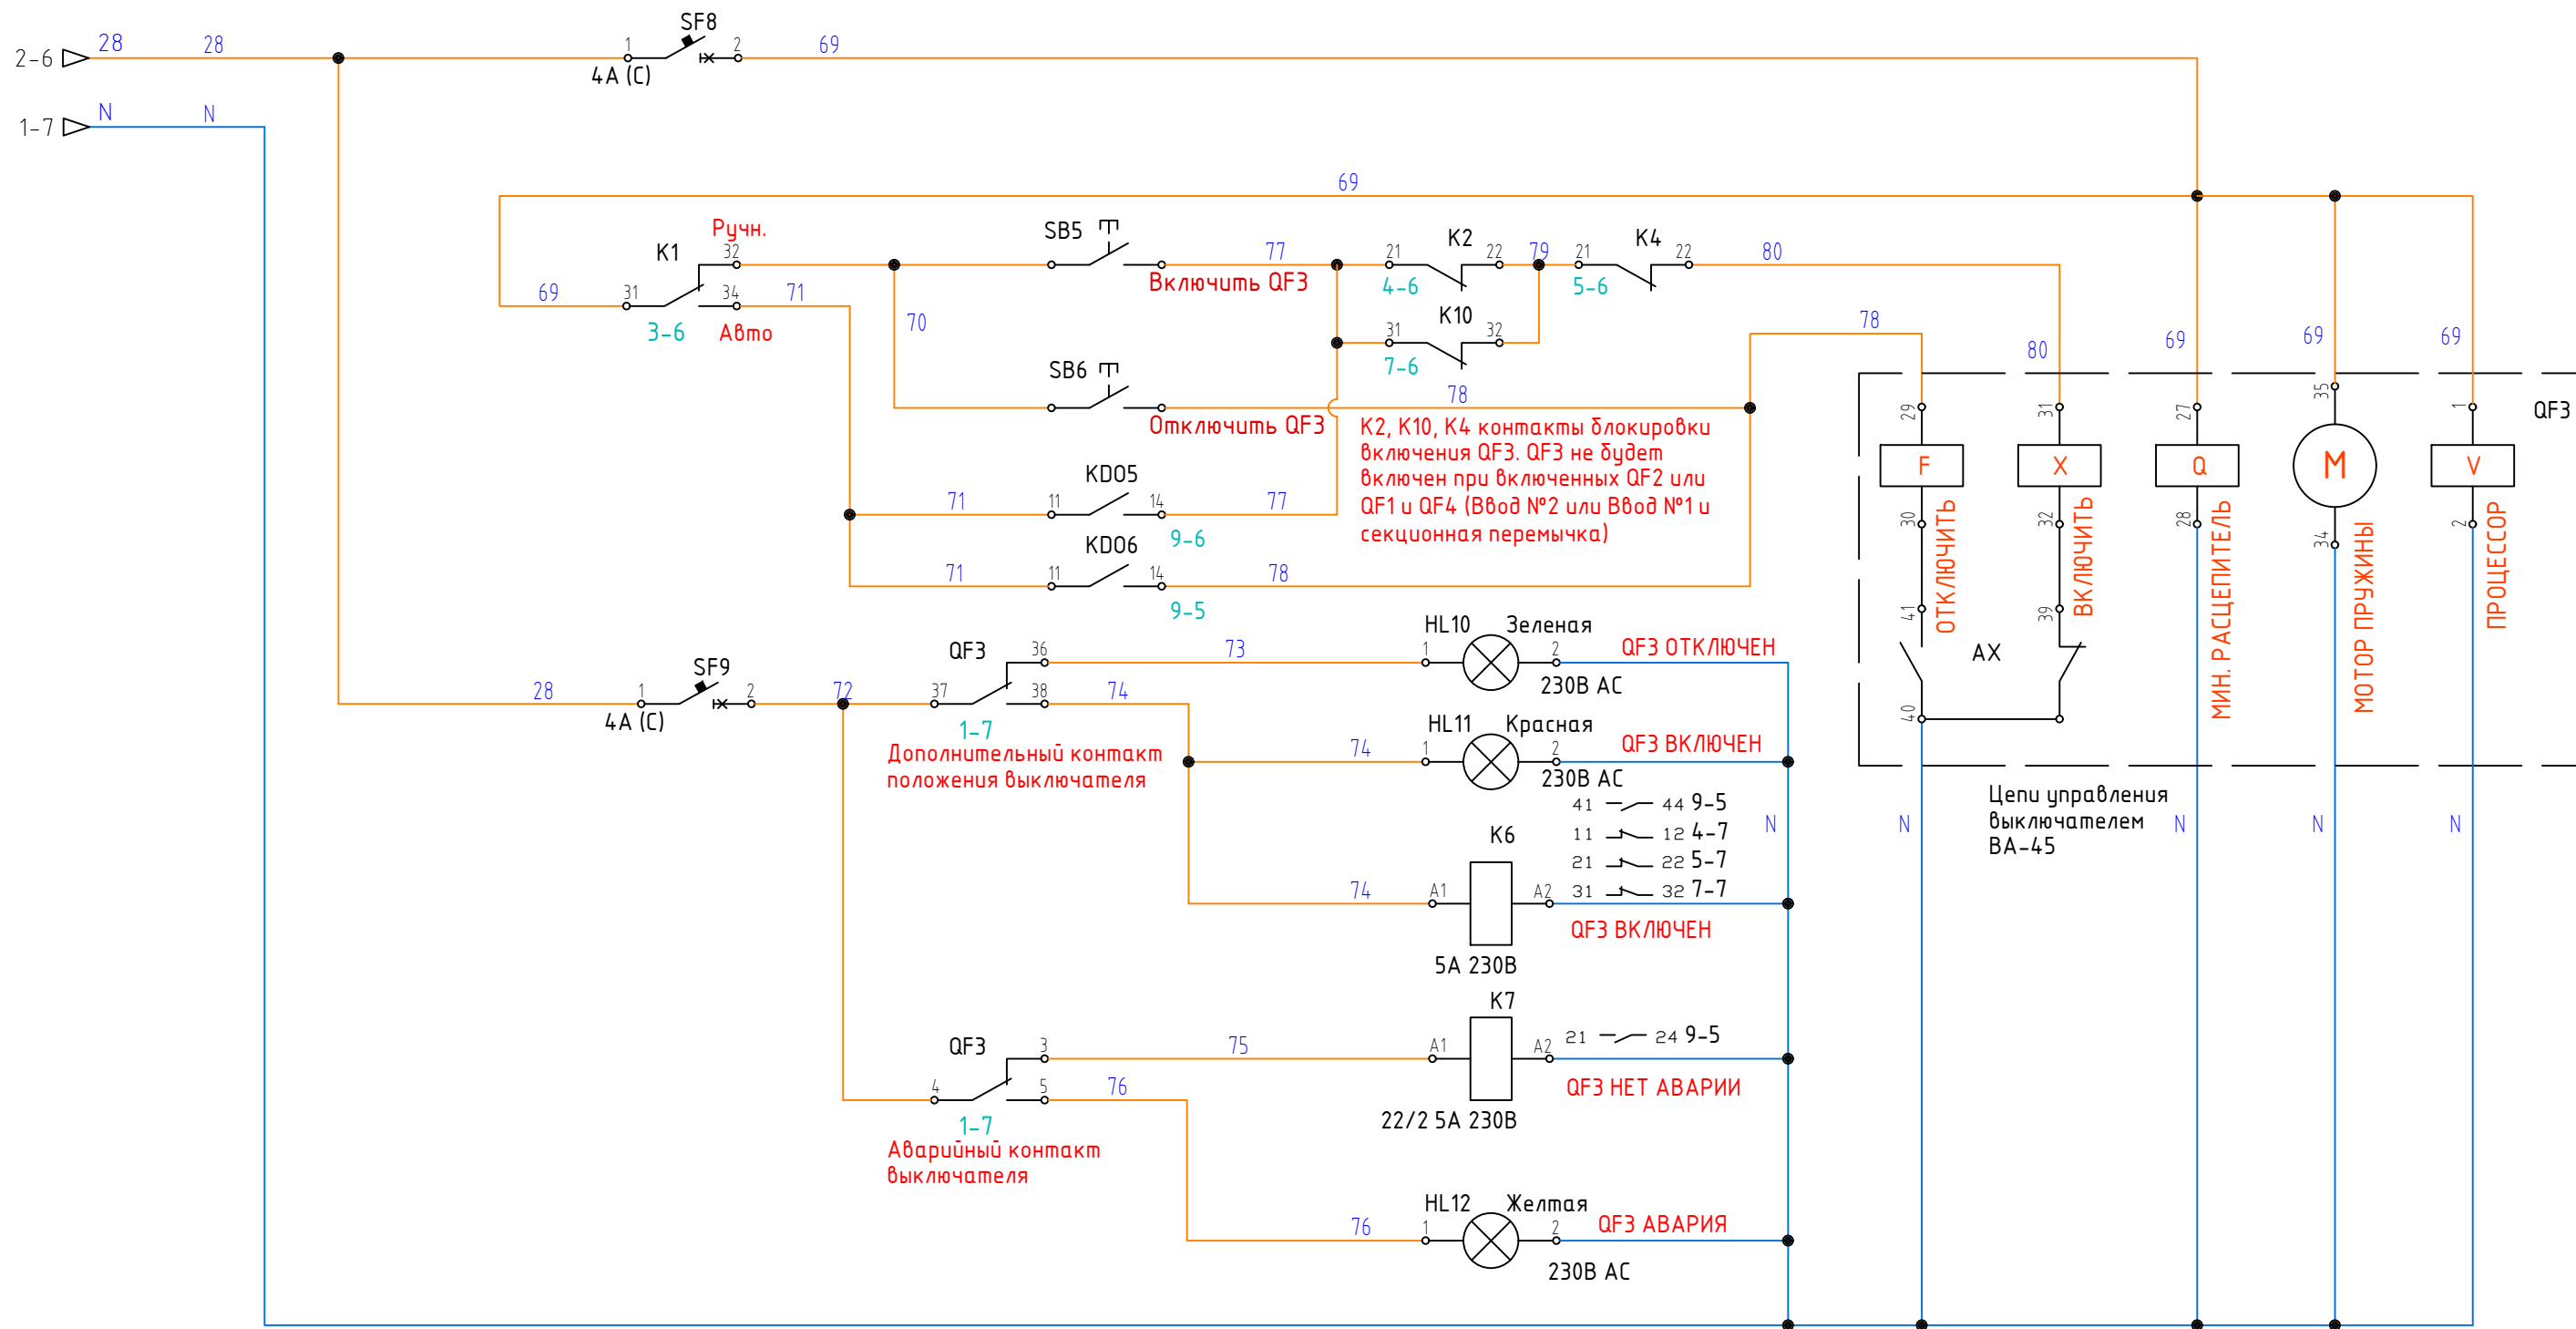 SF8
2-6 28 28 1 2 69
4А (С)
1-7 N N
69
Ручн.
K1 32 SB5 77 21 K2 22 79 21 K4 22 80
Включить QF3 4-6 5-6
69 31 34 71
3-6 Авто
70
K10
31 32
7-6
78
SB6 78
Отключить QF3
K2, K10, K4 контакты блокировки
включения QF3. QF3 не будет
включен при включенных QF2 или
QF1 и QF4 (Ввод №2 или Ввод №1 и
секционная перемычка)
KDO5
71 11 14 77
9-6
KDO6
71 11 14 78
9-5
80 69 69 69
QF3
29 31 27 35 1
F X Q M V
30 32 28 34 2
ОТКЛЮЧИТЬ
ВКЛЮЧИТЬ
МИН. РАСЦЕПИТЕЛЬ
МОТОР ПРУЖИНЫ
ПРОЦЕССОР
41 39
AX
40
Цепи управления
выключателем
ВА-45
N N N N N
SF9
28 1 2 72
4А (С)
QF3 36 73
37 38 74
1-7
Дополнительный контакт
положения выключателя
HL10 Зеленая
1 2 QF3 ОТКЛЮЧЕН
230В АС
HL11 Красная
74 1 2 QF3 ВКЛЮЧЕН
230В АС
41 44 9-5
11 12 4-7
21 22 5-7
31 32 7-7
K6
74 A1 A2
QF3 ВКЛЮЧЕН
5А 230В
K7
QF3 3 75 A1 A2 21 24 9-5
QF3 НЕТ АВАРИИ
4 5 76
22/2 5А 230В
1-7
Аварийный контакт
выключателя
HL12 Желтая
76 1 2 QF3 АВАРИЯ
230В АС